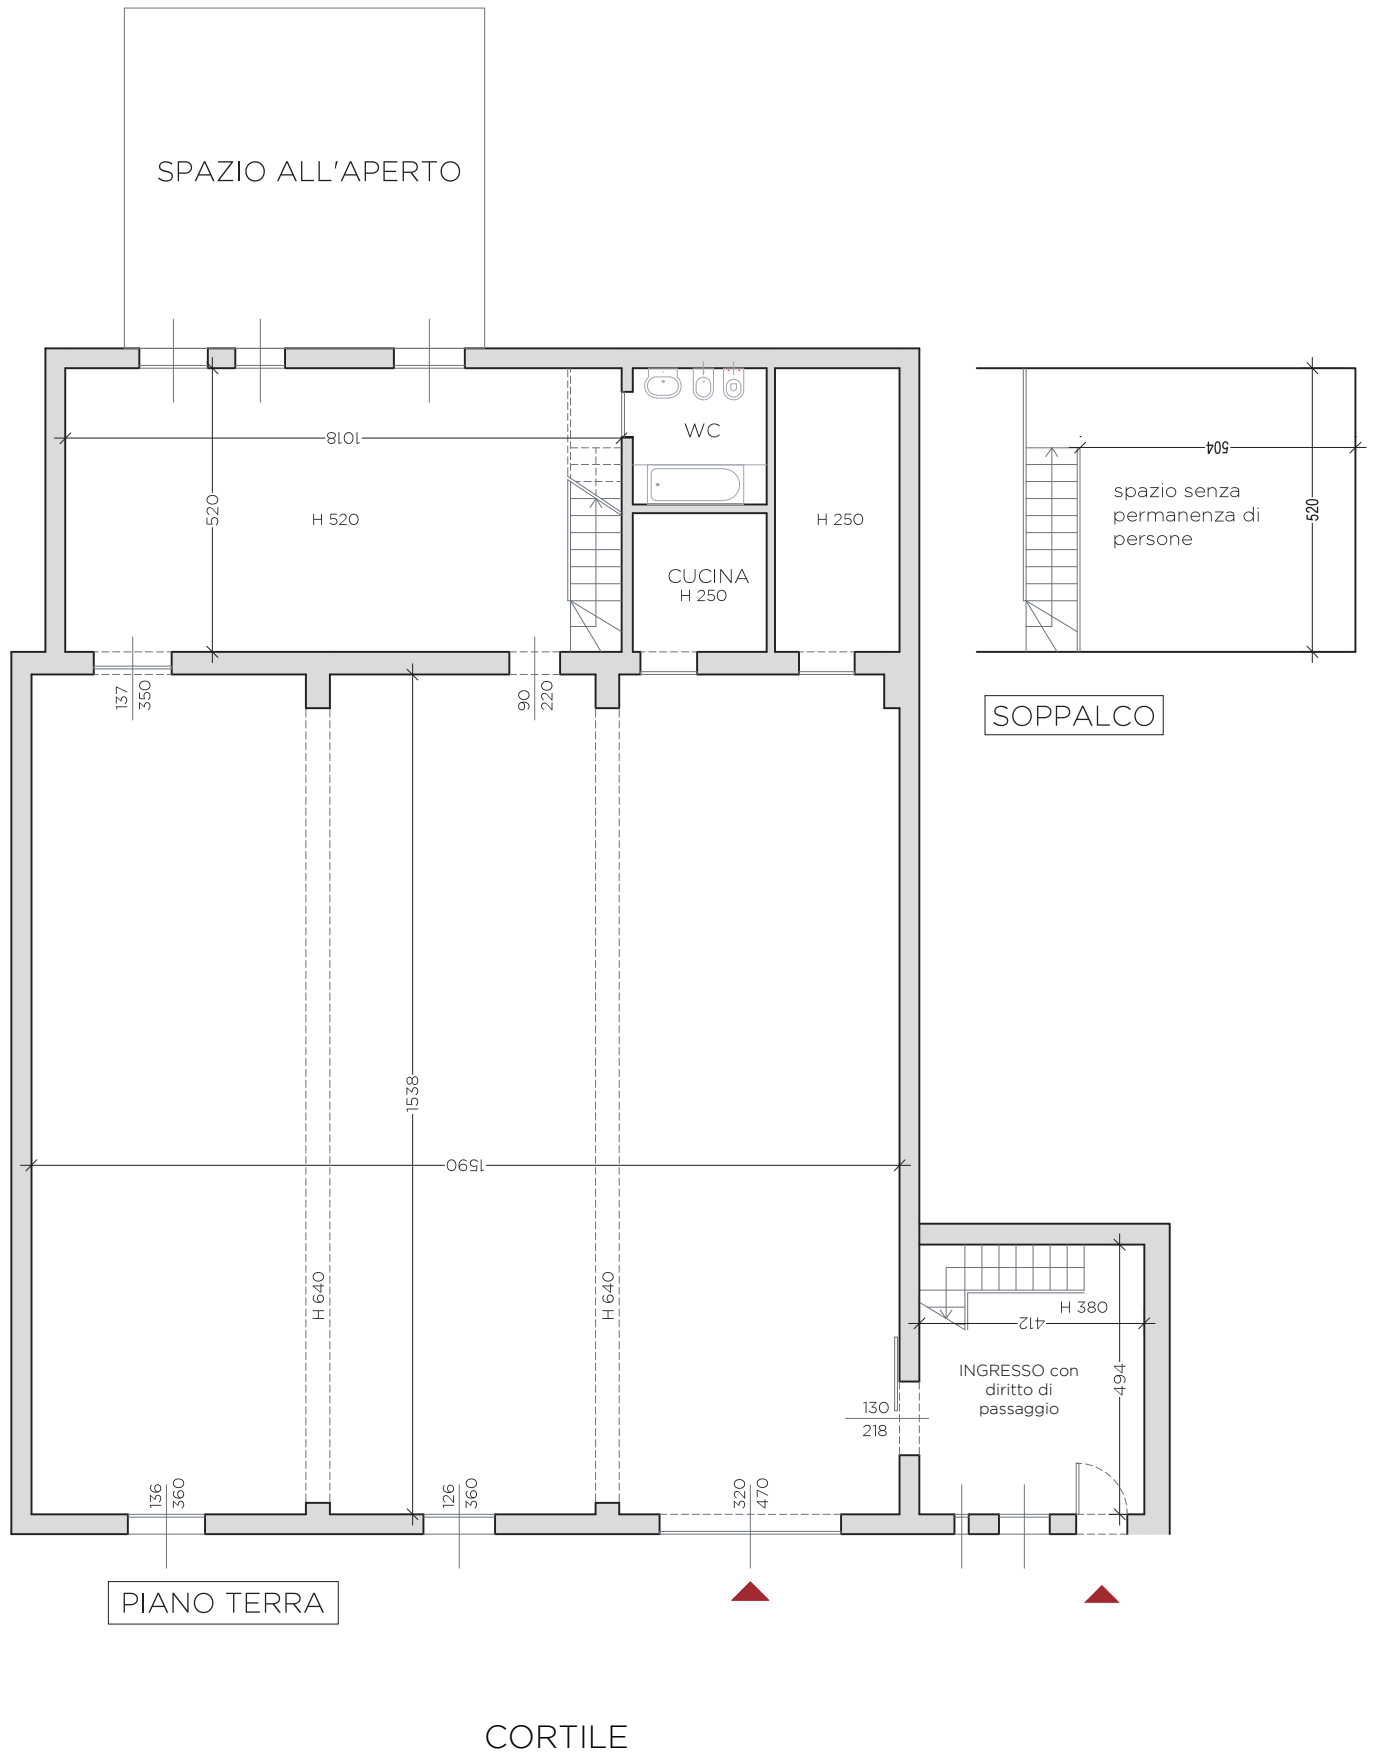 SPAZIO ALL'APERTO
1018
WC
504
520
H 520
H 250
spazio senza
permanenza di
persone
520
CUCINA
H 250
137
350
90
220
SOPPALCO
1538
1590
H 640
H 640
H 380
412
INGRESSO con
diritto di
passaggio
494
130
218
136
360
126
360
320
470
PIANO TERRA
CORTILE